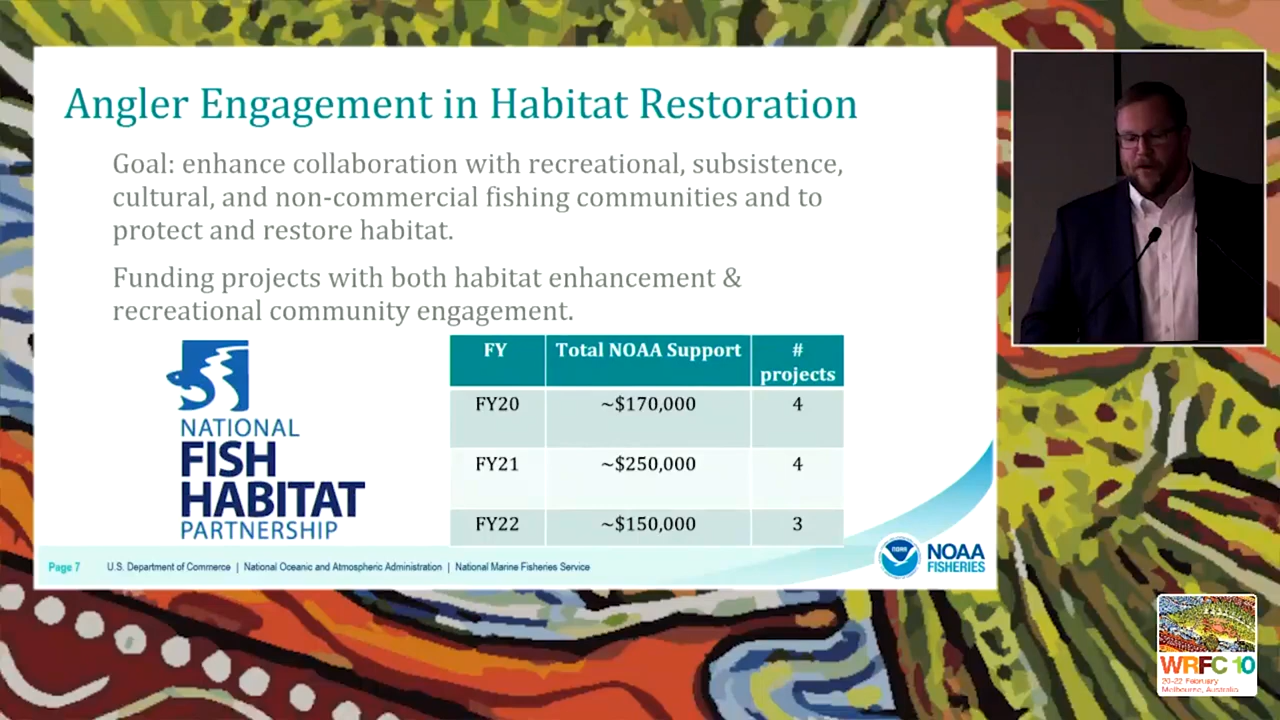 Angler Engagement in Habitat Restoration
Goal: enhance collaboration with recreational, subsistence,
cultural, and non-commercial fishing communities and to
protect and restore habitat.
Funding projects with both habitat enhancement &
recreational community engagement.
NATIONAL
FISH
HABITAT
PARTNERSHIP
FY Total NOAA Support # projects
FY20 ~$170,000 4
FY21 ~$250,000 4
FY22 ~$150,000 3
Page 7 U.S. Department of Commerce | National Oceanic and Atmospheric Administration | National Marine Fisheries Service
NOAA
NOAA
FISHERIES
WRFC 10
20-22 February
Melbourne, Australia